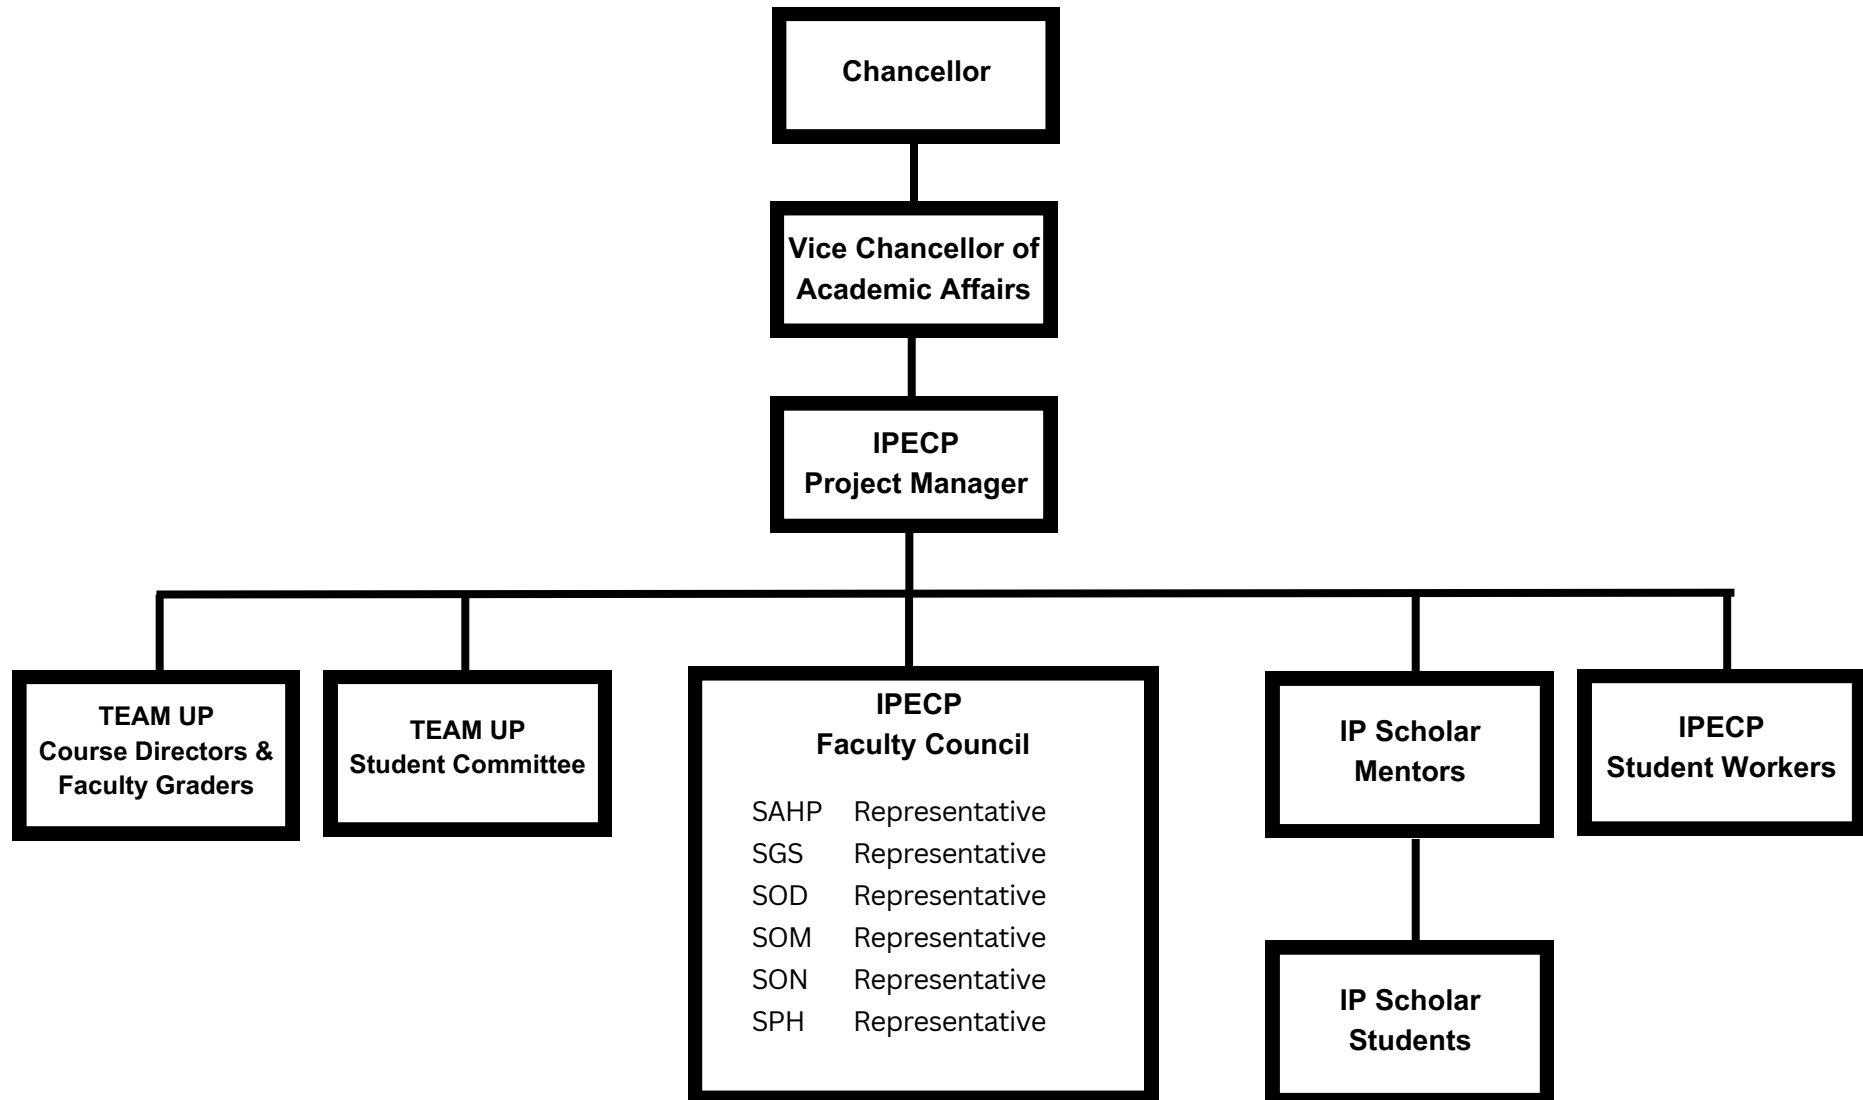 Chancellor
Vice Chancellor of
Academic Affairs
IPECP
Project Manager
TEAM UP
Course Directors &
Faculty Graders
TEAM UP
Student Committee
IPECP
Faculty Council
SAHP Representative
SGS Representative
SOD Representative
SOM Representative
SON Representative
SPH Representative
IP Scholar
Mentors
IPECP
Student Workers
IP Scholar
Students